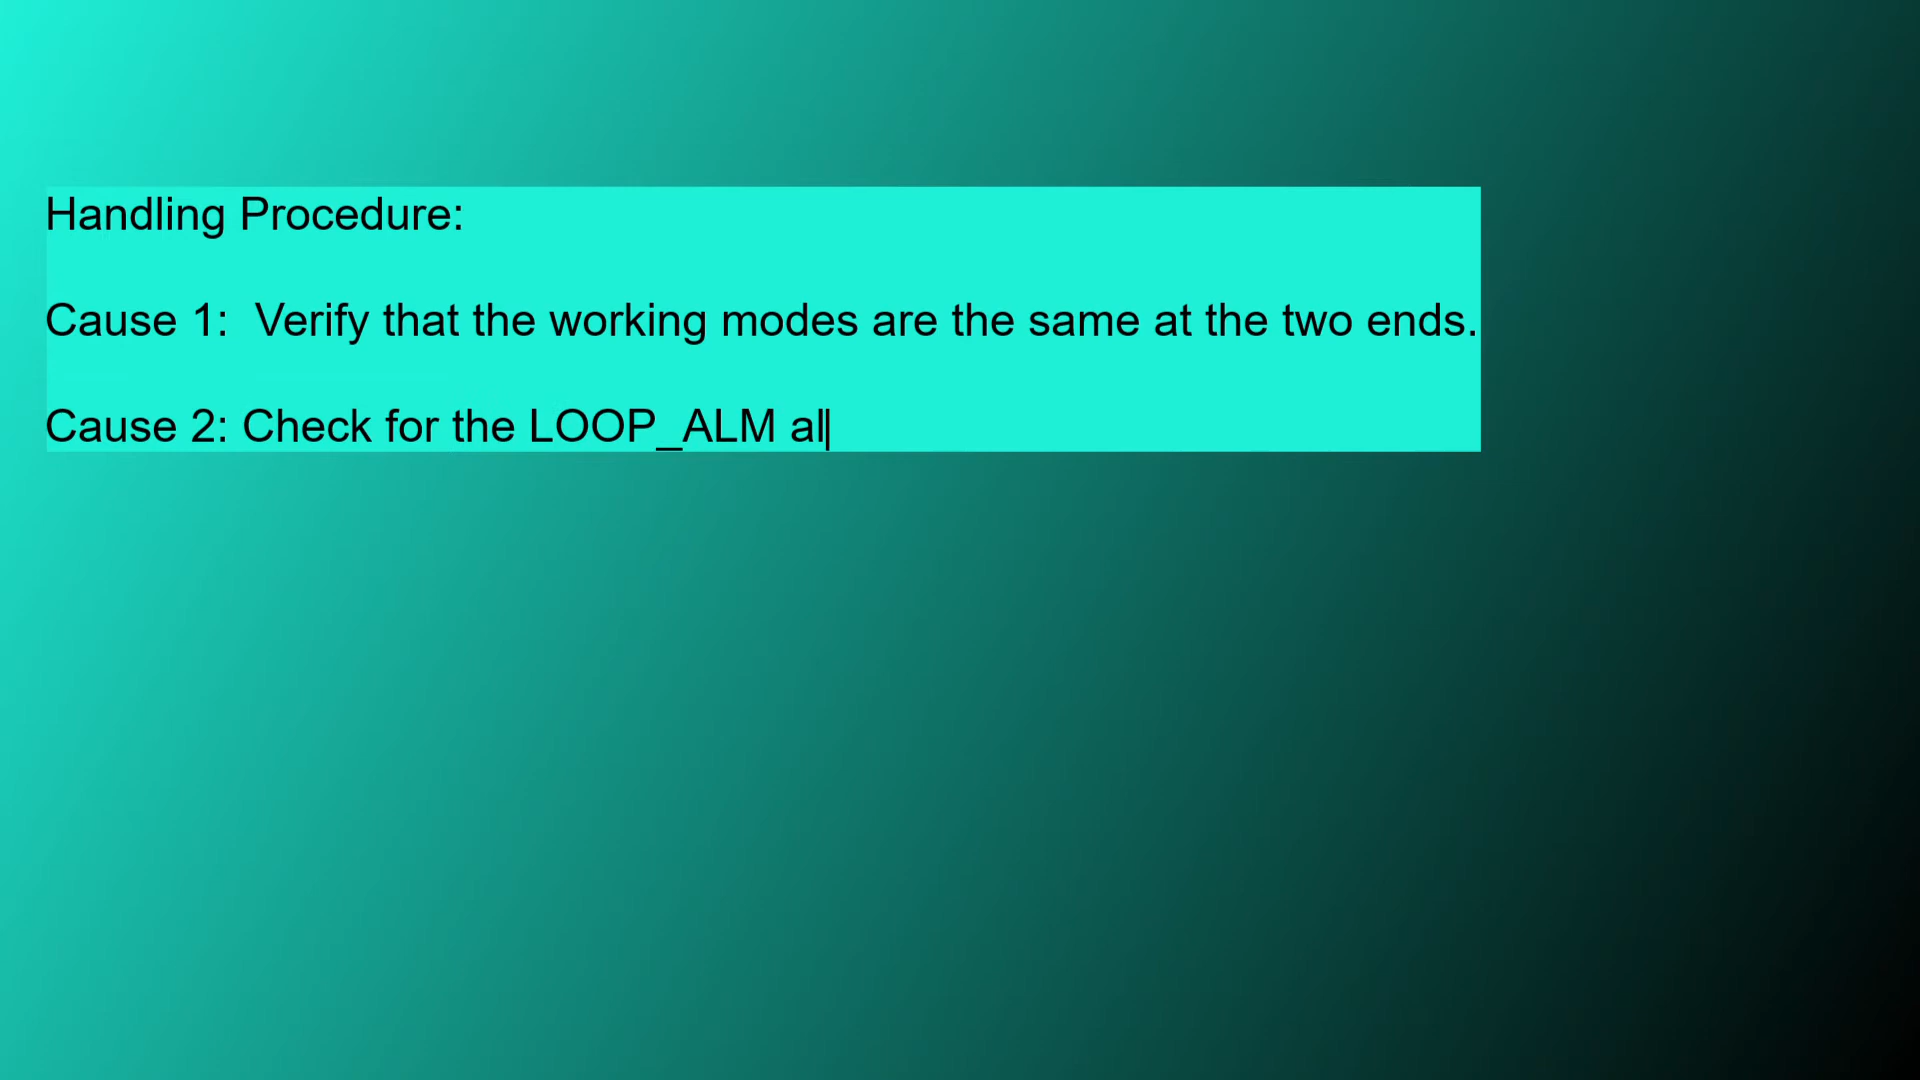 Handling Procedure:
Cause 1:  Verify that the working modes are the same at the two ends.
Cause 2: Check for the LOOP_ALM al